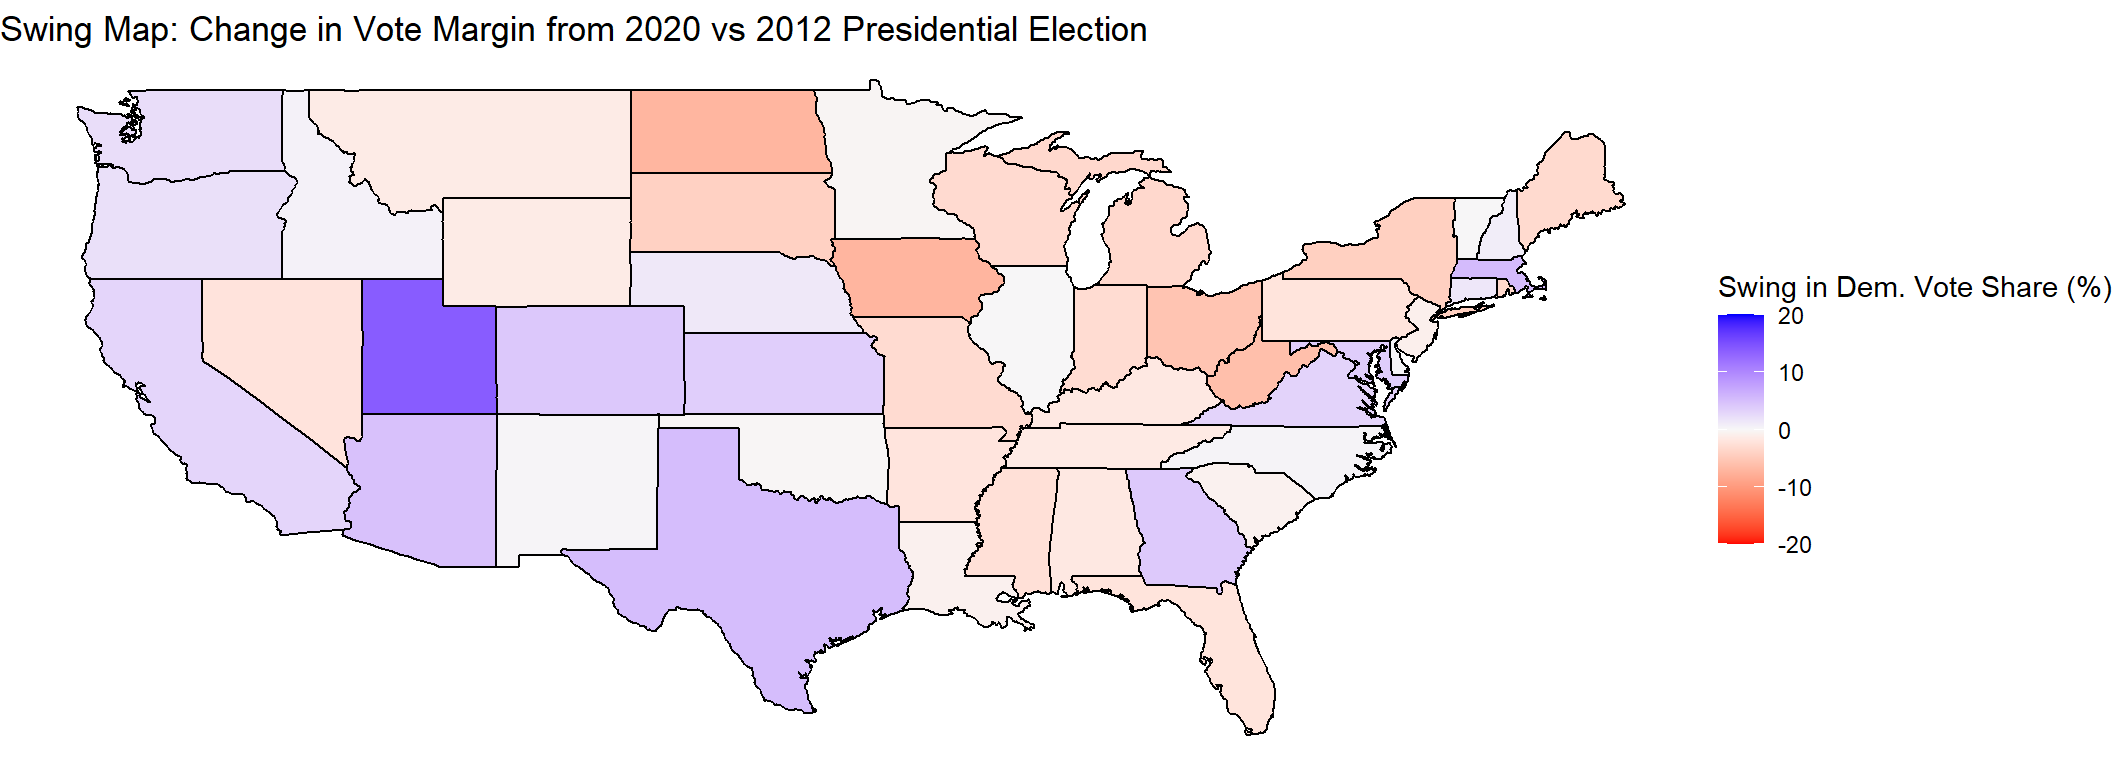 Swing Map: Change in Vote Margin from 2020 vs 2012 Presidential Election
Swing in Dem. Vote Share (%)
20
10
0
-10
-20